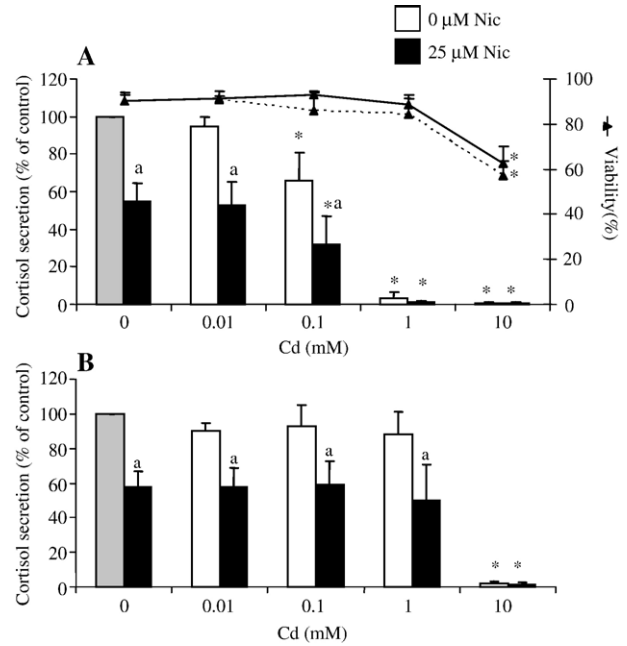 0 µM Nic
25 µM Nic
A
120
100
80
60
40
20
0
Cortisol secretion (% of control)
a
a
*
*a
* *
* *
*
*
100
80
60
40
20
0
Viability(%)
0 0.01 0.1 1 10
Cd (mM)
B
120
100
80
60
40
20
0
Cortisol secretion (% of control)
a
a
a
a
* *
0 0.01 0.1 1 10
Cd (mM)